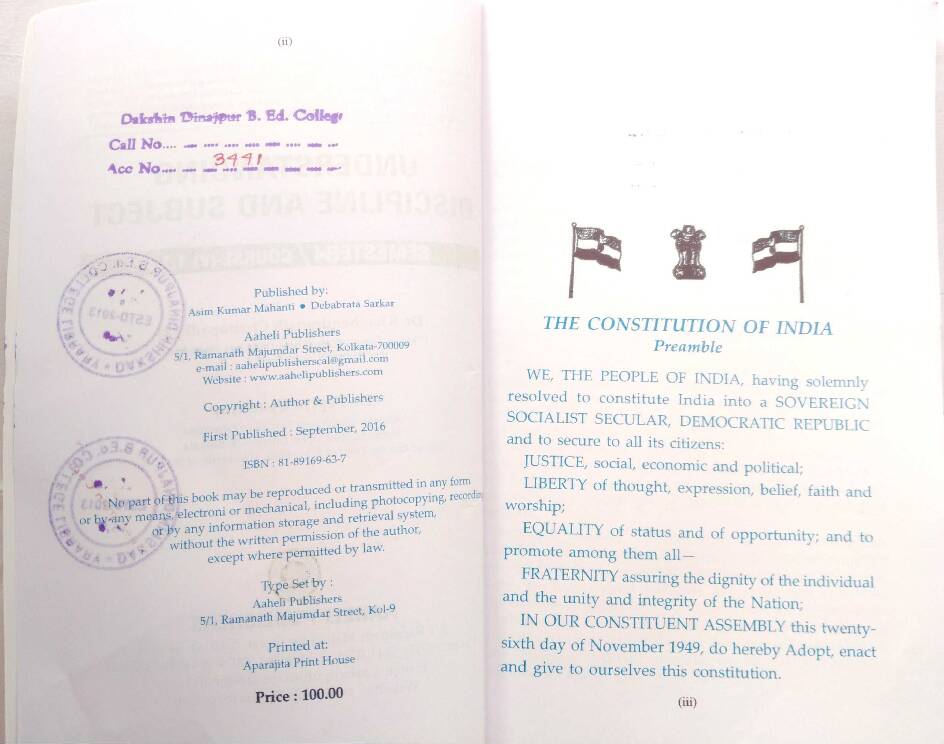 (ii)
Dakshin Dinajpur B. Ed. College
Call No....
Acc No.... 3441
Published by:
Asim Kumar Mahanti • Debabrata Sarkar
Aaheli Publishers
5/1, Ramanath Majumdar Street, Kolkata-700009
e-mail : aahelipublisherscal@gmail.com
Website : www.aahelipublishers.com
Copyright : Author & Publishers
First Published : September, 2016
ISBN : 81-89169-63-7
No part of this book may be reproduced or transmitted in any form
or by any means, electroni or mechanical, including photocopying, recordin
or by any information storage and retrieval system,
without the written permission of the author,
except where permitted by law.
Type Set by :
Aaheli Publishers
5/1, Ramanath Majumdar Street, Kol-9
Printed at:
Aparajita Print House
Price : 100.00
THE CONSTITUTION OF INDIA
Preamble
WE, THE PEOPLE OF INDIA, having solemnly
resolved to constitute India into a SOVEREIGN
SOCIALIST SECULAR, DEMOCRATIC REPUBLIC
and to secure to all its citizens:
JUSTICE, social, economic and political;
LIBERTY of thought, expression, belief, faith and
worship;
EQUALITY of status and of opportunity; and to
promote among them all—
FRATERNITY assuring the dignity of the individual
and the unity and integrity of the Nation;
IN OUR CONSTITUENT ASSEMBLY this twenty-
sixth day of November 1949, do hereby Adopt, enact
and give to ourselves this constitution.
(iii)